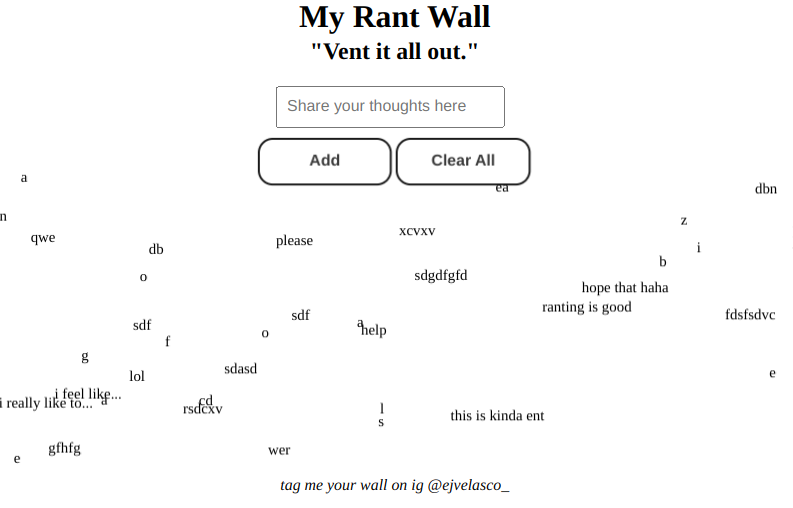 My Rant Wall
"Vent it all out."
Share your thoughts here
Add Clear All
a
ea
dbn
n
z
qwe
xcvxv
please
db
i
b
o
sdgdfgfd
hope that haha
ranting is good
sdf
fdsfsdvc
a
sdf
help
o
f
g
sdasd
e
lol
i feel like...
cd
i really like to...
a
rsdcxv
l
this is kinda ent
s
gfhfg
wer
e
tag me your wall on ig @ejvelasco_